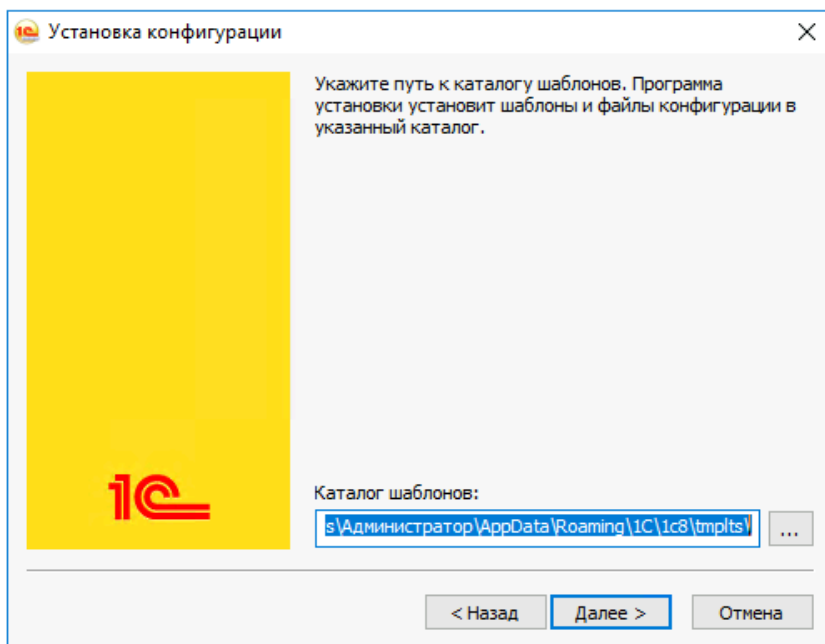 Установка конфигурации
Укажите путь к каталогу шаблонов. Программа
установки установит шаблоны и файлы конфигурации в
указанный каталог.
1С
Каталог шаблонов:
s\Администратор\AppData\Roaming\1C\1c8\tmplts\
...
< Назад
Далее >
Отмена